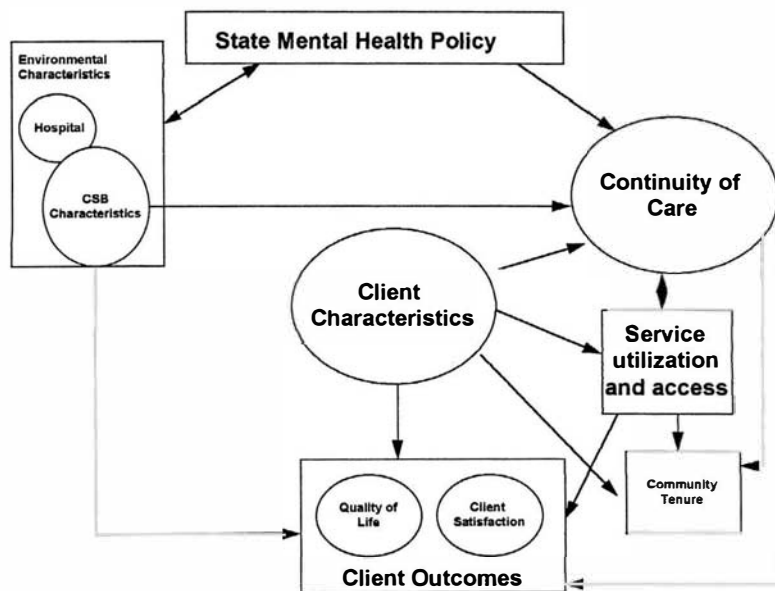 State Mental Health Policy
Environmental
Characteristics
Hospital
CSB
Characteristics
Continuity of
Care
Client
Characteristics
Service
utilization
and access
Quality of
Life
Client
Satisfaction
Client Outcomes
Community
Tenure